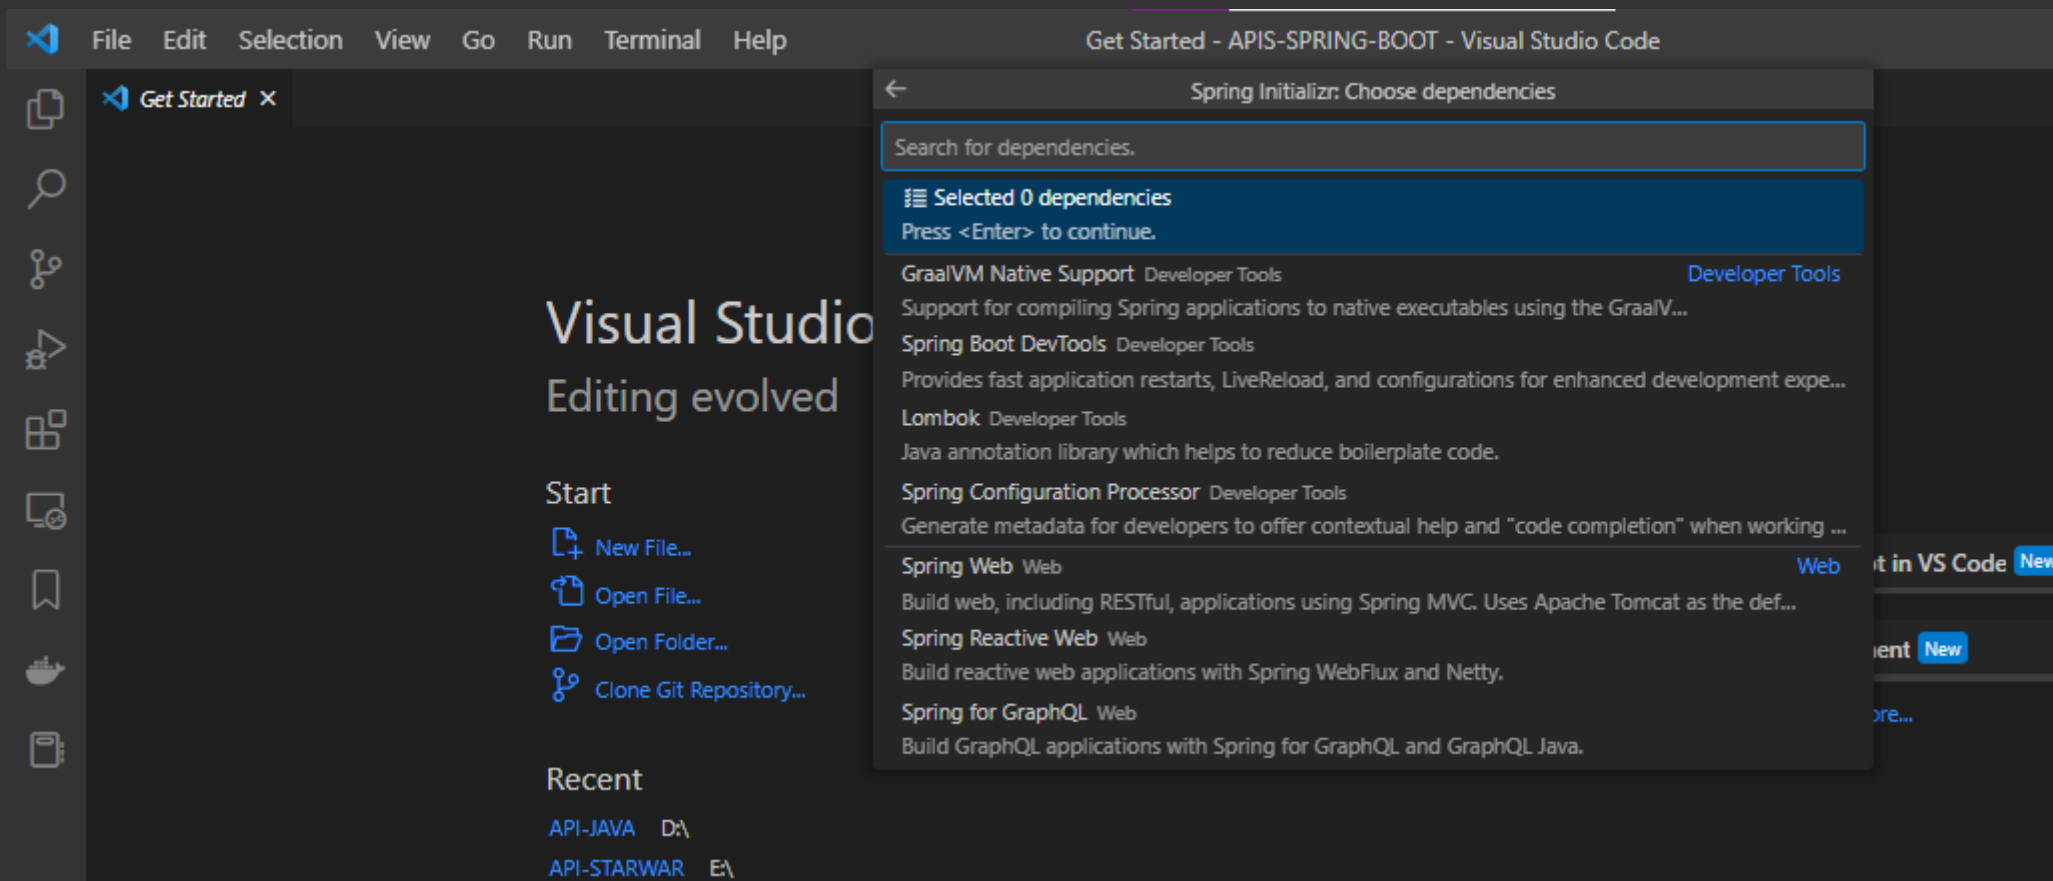 File Edit Selection View Go Run Terminal Help
Get Started - APIS-SPRING-BOOT - Visual Studio Code
Get Started
Spring Initializr: Choose dependencies
Search for dependencies.
Selected 0 dependencies
Press <Enter> to continue.
GraalVM Native Support Developer Tools Developer Tools
Support for compiling Spring applications to native executables using the GraalV...
Spring Boot DevTools Developer Tools
Provides fast application restarts, LiveReload, and configurations for enhanced development expe...
Lombok Developer Tools
Java annotation library which helps to reduce boilerplate code.
Spring Configuration Processor Developer Tools
Generate metadata for developers to offer contextual help and "code completion" when working ...
Spring Web Web Web
Build web, including RESTful, applications using Spring MVC. Uses Apache Tomcat as the def...
Spring Reactive Web Web
Build reactive web applications with Spring WebFlux and Netty.
Spring for GraphQL Web
Build GraphQL applications with Spring for GraphQL and GraphQL Java.
Visual Studio
Editing evolved
Start
New File...
Open File...
Open Folder...
Clone Git Repository...
Recent
API-JAVA D:\
API-STARWAR E:\
t in VS Code New
ent New
ore...